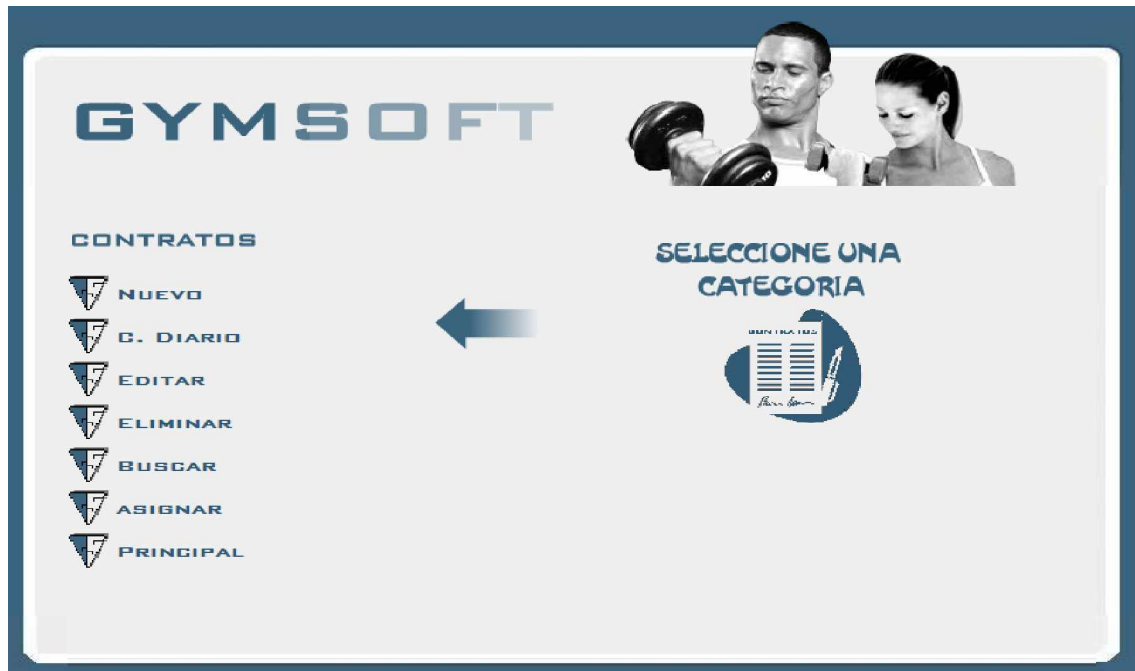 GYMSOFT
CONTRATOS
NUEVO
C. DIARIO
EDITAR
ELIMINAR
BUSCAR
ASIGNAR
PRINCIPAL
SELECCIONE UNA
CATEGORIA
CONTRATOS